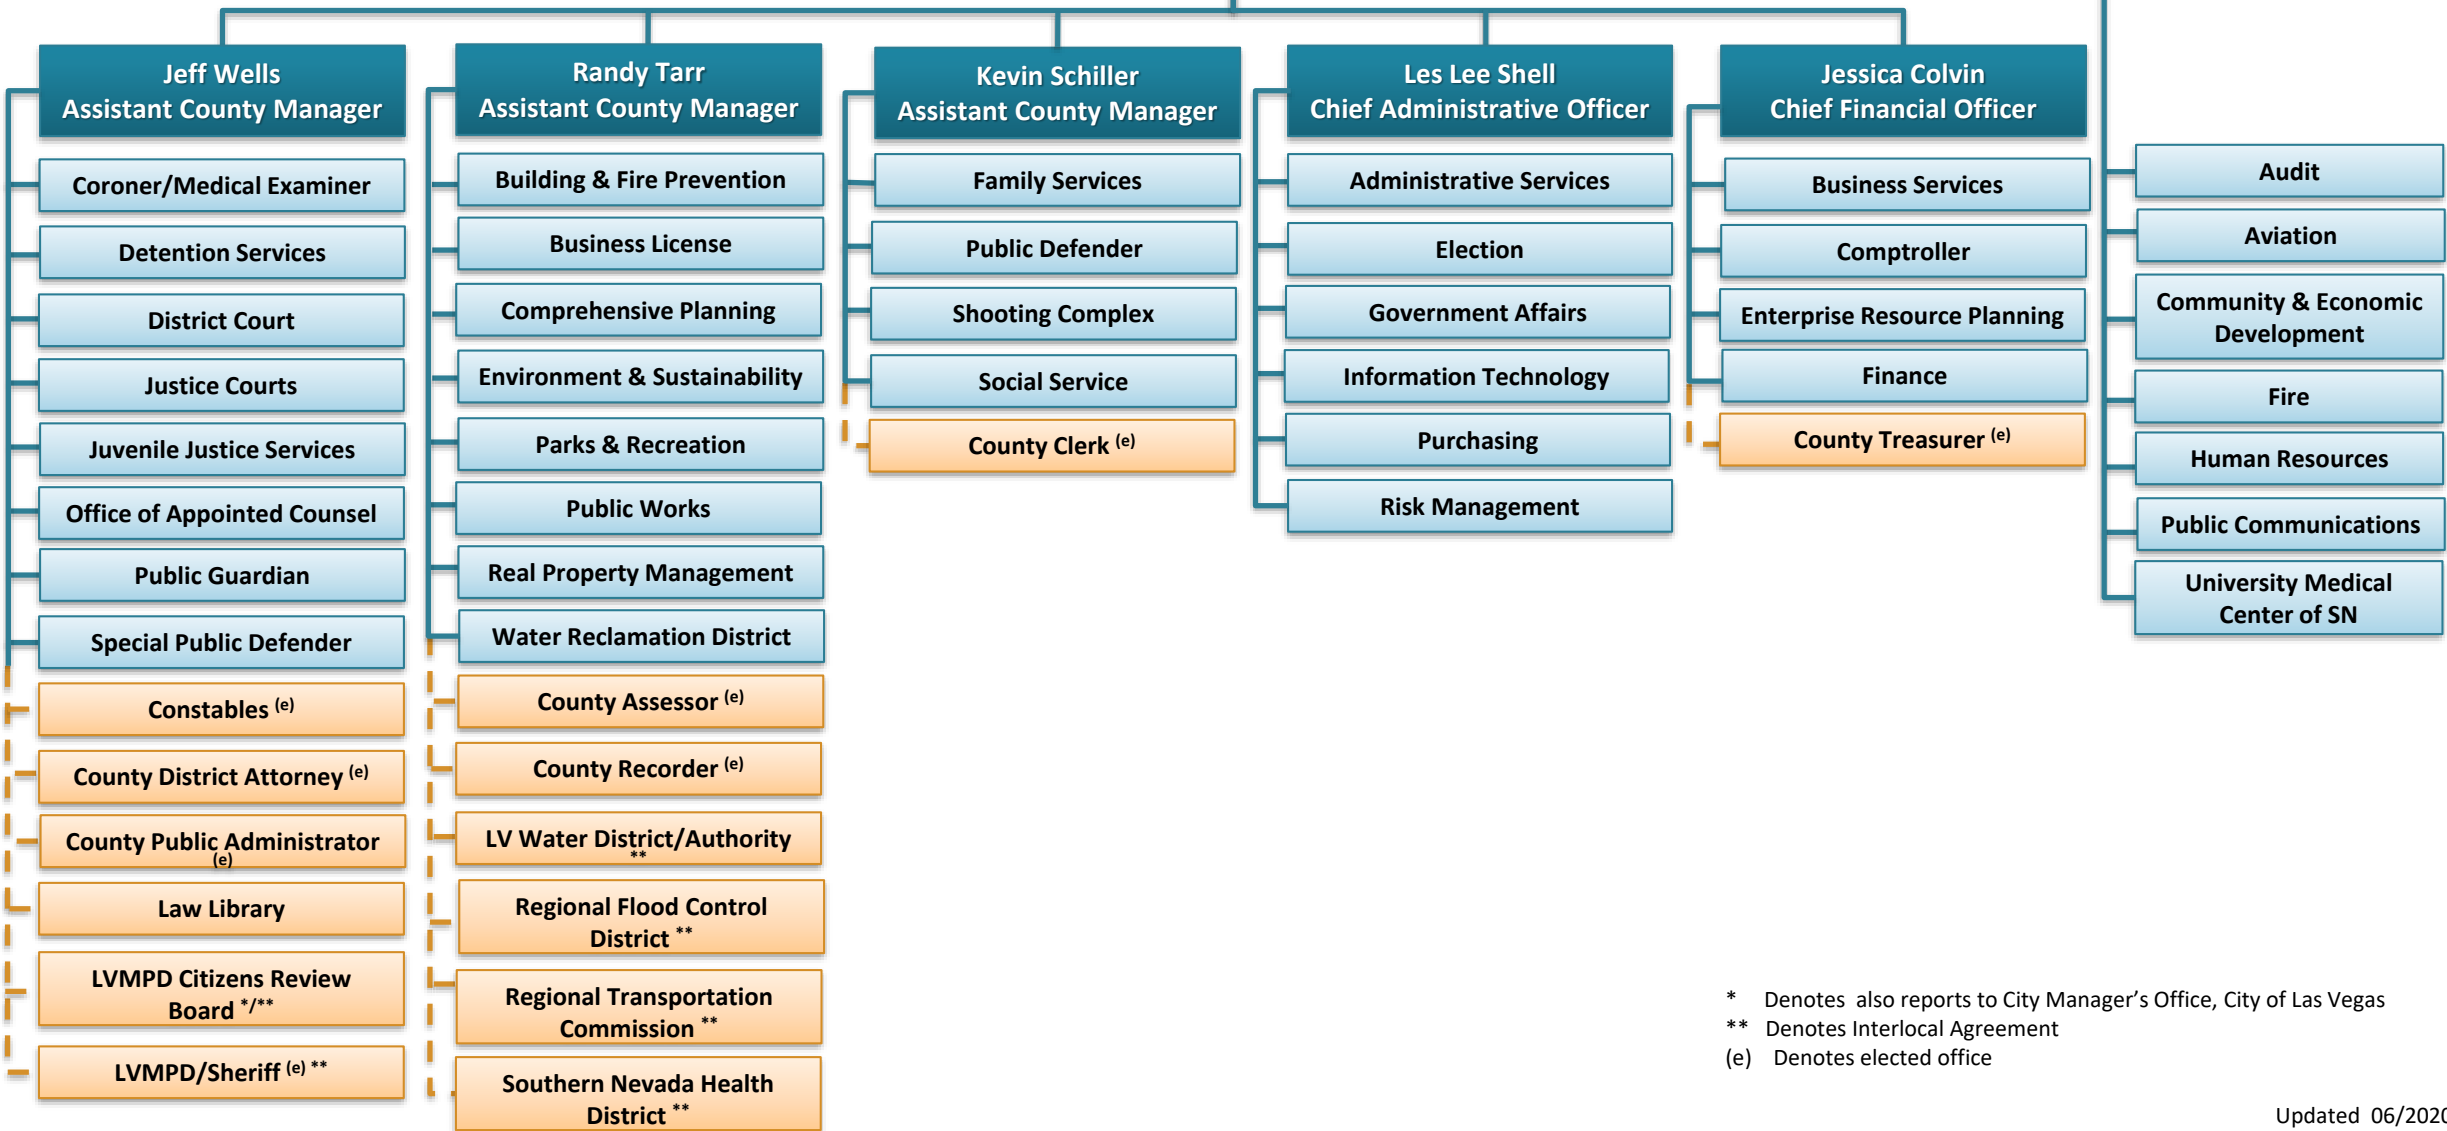 Jeff Wells
Assistant County Manager
Coroner/Medical Examiner
Detention Services
District Court
Justice Courts
Juvenile Justice Services
Office of Appointed Counsel
Public Guardian
Special Public Defender
Constables (e)
County District Attorney (e)
County Public Administrator
(e)
Law Library
LVMPD Citizens Review
Board */**
LVMPD/Sheriff (e) **
Randy Tarr
Assistant County Manager
Building & Fire Prevention
Business License
Comprehensive Planning
Environment & Sustainability
Parks & Recreation
Public Works
Real Property Management
Water Reclamation District
County Assessor (e)
County Recorder (e)
LV Water District/Authority
**
Regional Flood Control
District **
Regional Transportation
Commission **
Southern Nevada Health
District **
Kevin Schiller
Assistant County Manager
Family Services
Public Defender
Shooting Complex
Social Service
County Clerk (e)
Les Lee Shell
Chief Administrative Officer
Administrative Services
Election
Government Affairs
Information Technology
Purchasing
Risk Management
Jessica Colvin
Chief Financial Officer
Business Services
Comptroller
Enterprise Resource Planning
Finance
County Treasurer (e)
Audit
Aviation
Community & Economic
Development
Fire
Human Resources
Public Communications
University Medical
Center of SN
* Denotes also reports to City Manager’s Office, City of Las Vegas
** Denotes Interlocal Agreement
(e) Denotes elected office
Updated 06/2020